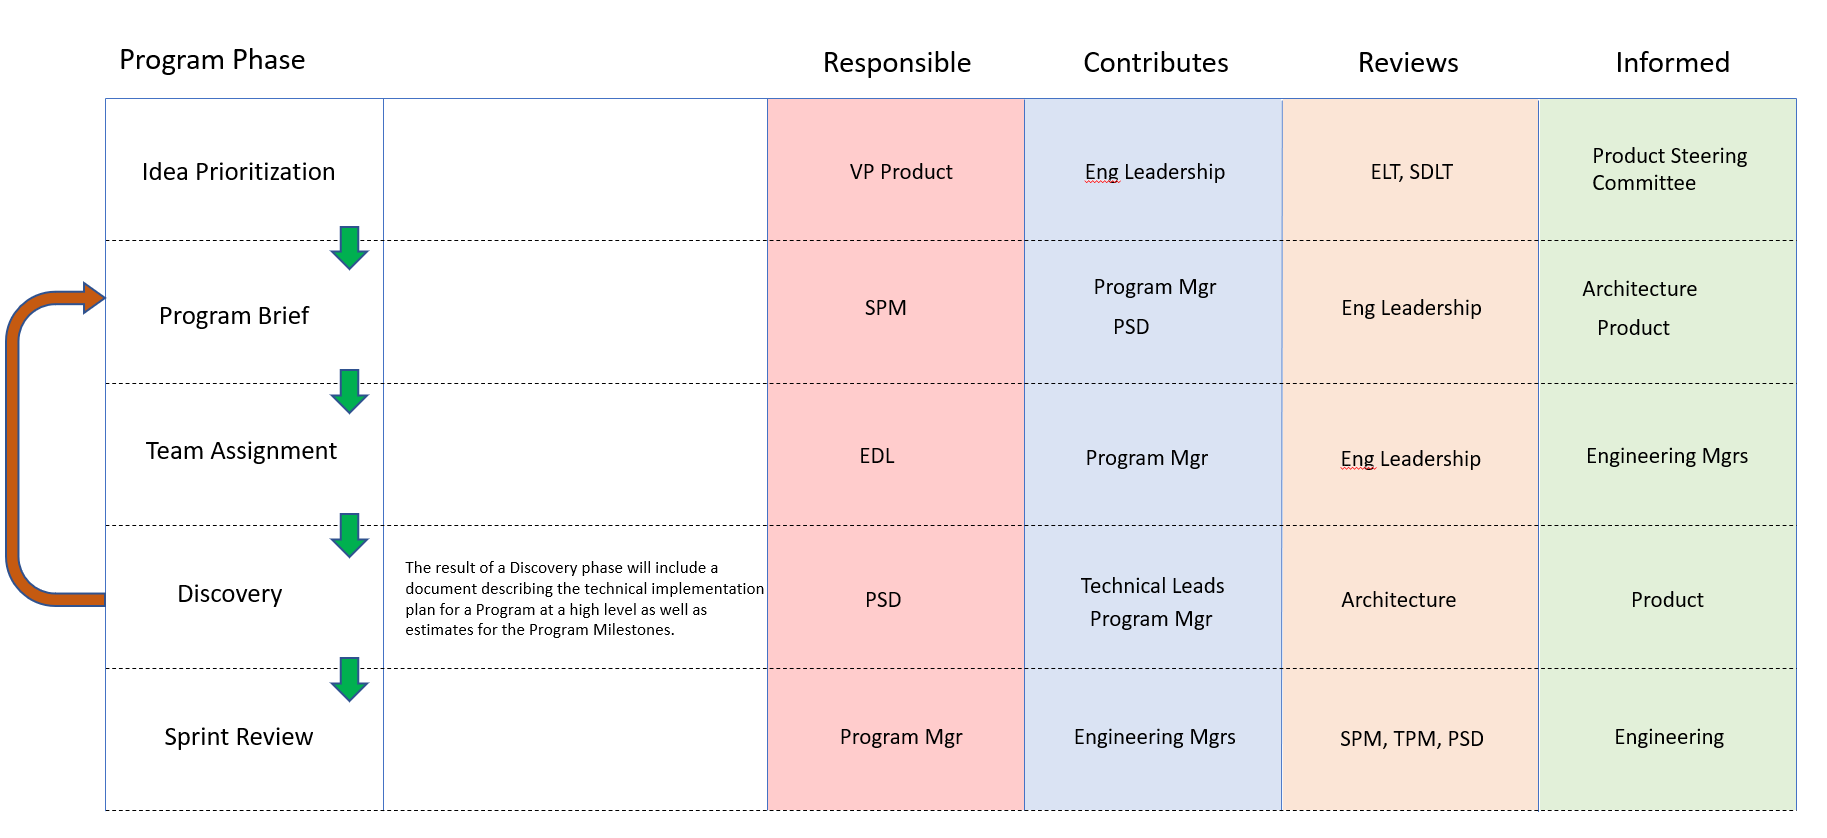 Program Phase
Responsible
Contributes
Reviews
Informed
Idea Prioritization
VP Product
Eng Leadership
ELT, SDLT
Product Steering
Committee
Program Brief
SPM
Program Mgr
PSD
Eng Leadership
Architecture
Product
Team Assignment
EDL
Program Mgr
Eng Leadership
Engineering Mgrs
Discovery
The result of a Discovery phase will include a
document describing the technical implementation
plan for a Program at a high level as well as
estimates for the Program Milestones.
PSD
Technical Leads
Program Mgr
Architecture
Product
Sprint Review
Program Mgr
Engineering Mgrs
SPM, TPM, PSD
Engineering